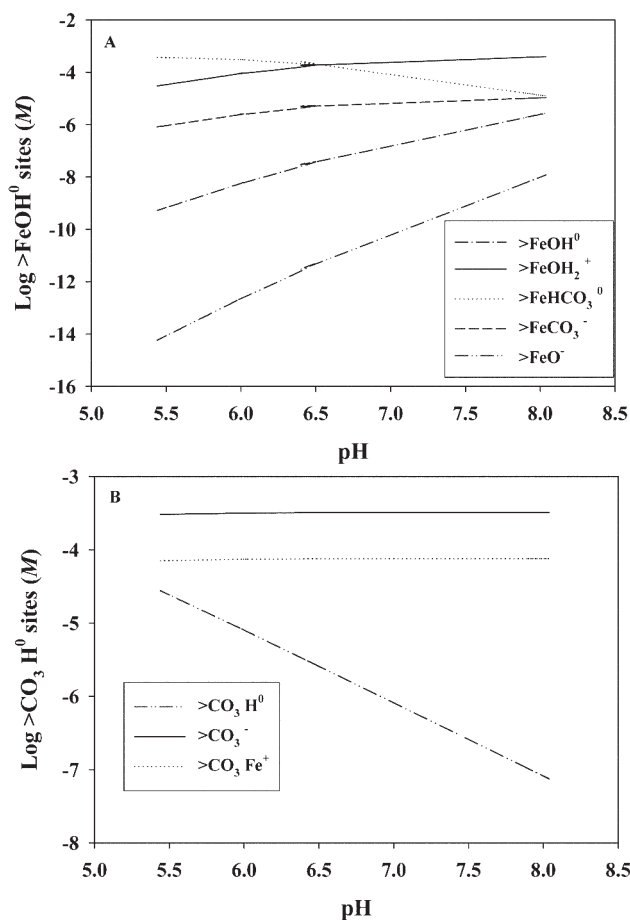 A
-2
-4
-6
-8
-10
-12
-14
-16
Log >FeOH⁰ sites (M)
>FeOH⁰
>FeOH₂⁺
>FeHCO₃⁰
>FeCO₃⁻
>FeO⁻
5.0 5.5 6.0 6.5 7.0 7.5 8.0 8.5
pH
B
-3
-4
-5
-6
-7
-8
Log >CO₃ H⁰ sites (M)
>CO₃ H⁰
>CO₃⁻
>CO₃ Fe⁺
5.0 5.5 6.0 6.5 7.0 7.5 8.0 8.5
pH